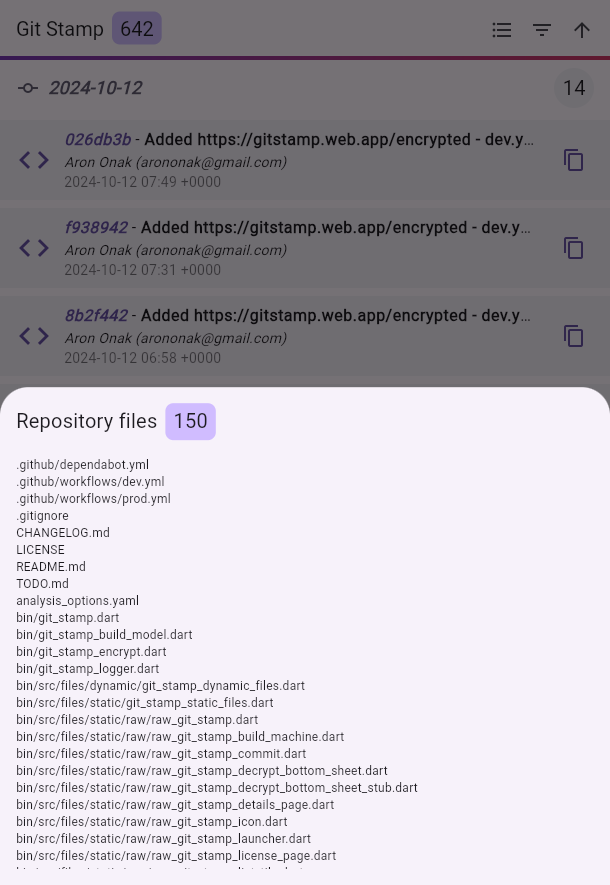 Git Stamp 642
2024-10-12 14
026db3b - Added https://gitstamp.web.app/encrypted - dev.y...
Aron Onak (arononak@gmail.com)
2024-10-12 07:49 +0000
f938942 - Added https://gitstamp.web.app/encrypted - dev.y...
Aron Onak (arononak@gmail.com)
2024-10-12 07:31 +0000
8b2f442 - Added https://gitstamp.web.app/encrypted - dev.y...
Aron Onak (arononak@gmail.com)
2024-10-12 06:58 +0000
Repository files 150
.github/dependabot.yml
.github/workflows/dev.yml
.github/workflows/prod.yml
.gitignore
CHANGELOG.md
LICENSE
README.md
TODO.md
analysis_options.yaml
bin/git_stamp.dart
bin/git_stamp_build_model.dart
bin/git_stamp_encrypt.dart
bin/git_stamp_logger.dart
bin/src/files/dynamic/git_stamp_dynamic_files.dart
bin/src/files/static/git_stamp_static_files.dart
bin/src/files/static/raw/raw_git_stamp.dart
bin/src/files/static/raw/raw_git_stamp_build_machine.dart
bin/src/files/static/raw/raw_git_stamp_commit.dart
bin/src/files/static/raw/raw_git_stamp_decrypt_bottom_sheet.dart
bin/src/files/static/raw/raw_git_stamp_decrypt_bottom_sheet_stub.dart
bin/src/files/static/raw/raw_git_stamp_details_page.dart
bin/src/files/static/raw/raw_git_stamp_icon.dart
bin/src/files/static/raw/raw_git_stamp_launcher.dart
bin/src/files/static/raw/raw_git_stamp_license_page.dart